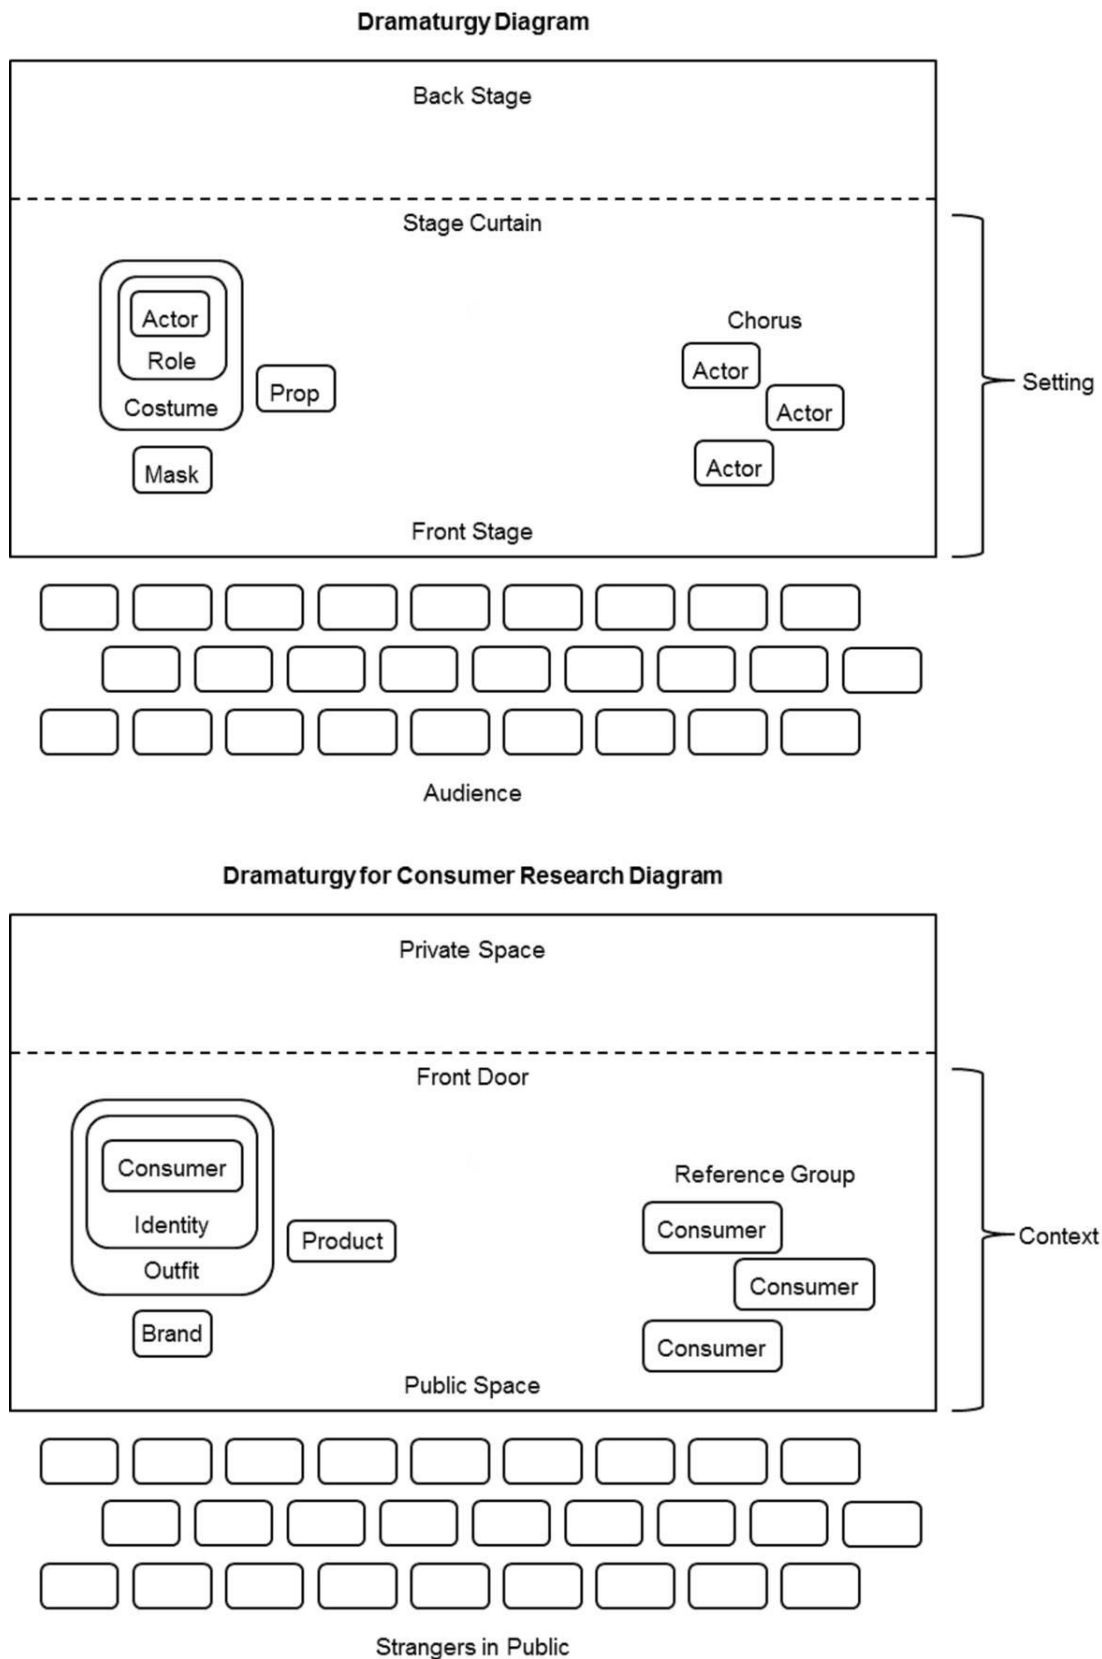 Dramaturgy Diagram
Back Stage
Stage Curtain
Actor
Role
Costume
Prop
Mask
Chorus
Actor
Actor
Actor
Setting
Front Stage
Audience
Dramaturgy for Consumer Research Diagram
Private Space
Front Door
Consumer
Identity
Outfit
Product
Brand
Reference Group
Consumer
Consumer
Consumer
Context
Public Space
Strangers in Public